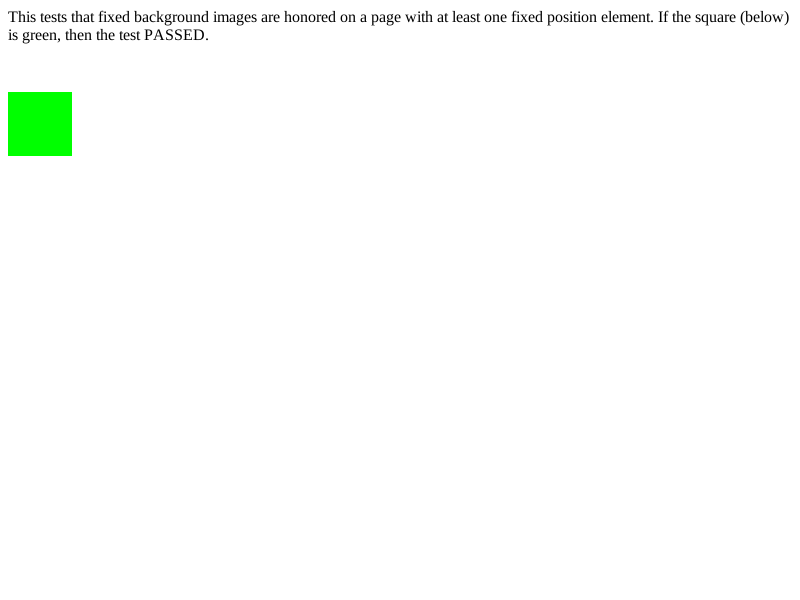 This tests that fixed background images are honored on a page with at least one fixed position element. If the square (below)
is green, then the test PASSED.